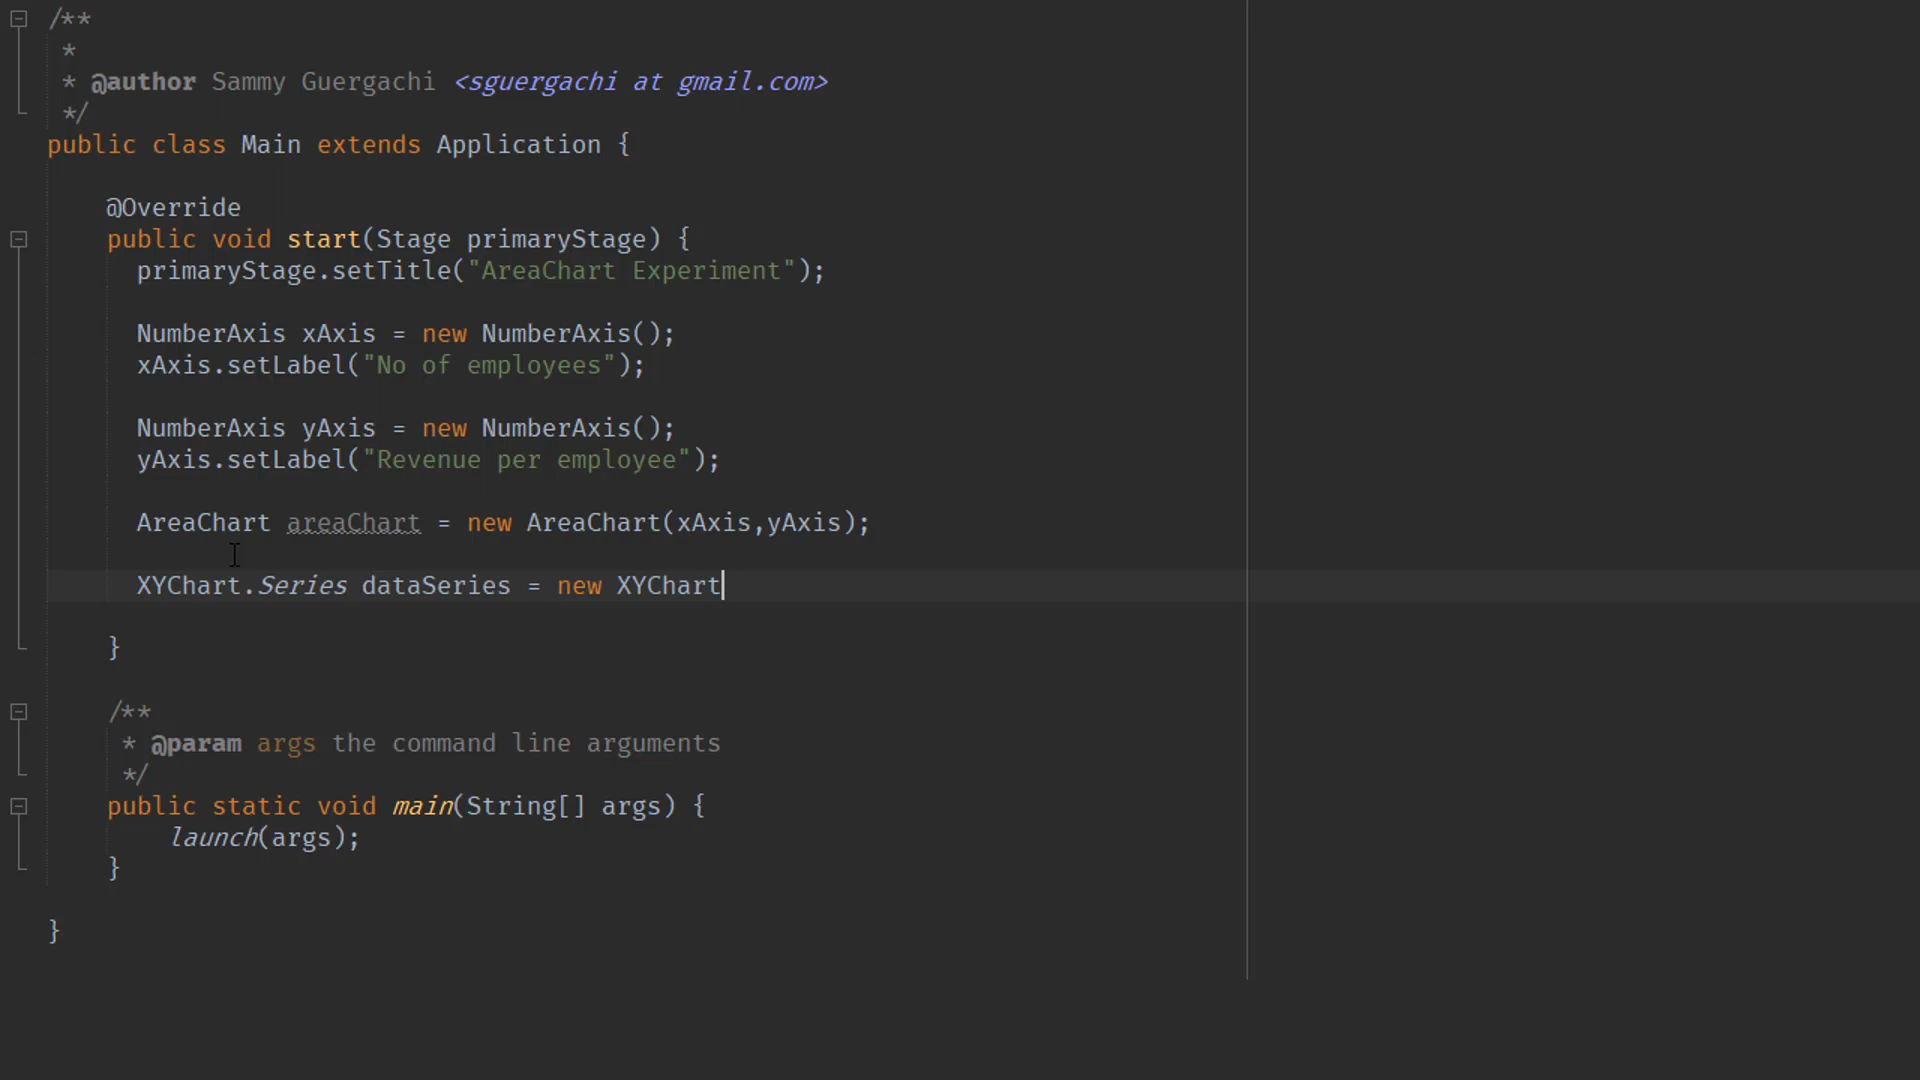 /**
*
* @author Sammy Guergachi <sguergachi at gmail.com>
*/
public class Main extends Application {
@Override
public void start(Stage primaryStage) {
primaryStage.setTitle("AreaChart Experiment");
NumberAxis xAxis = new NumberAxis();
xAxis.setLabel("No of employees");
NumberAxis yAxis = new NumberAxis();
yAxis.setLabel("Revenue per employee");
AreaChart areaChart = new AreaChart(xAxis,yAxis);
XYChart.Series dataSeries = new XYChart
}
/**
* @param args the command line arguments
*/
public static void main(String[] args) {
launch(args);
}
}